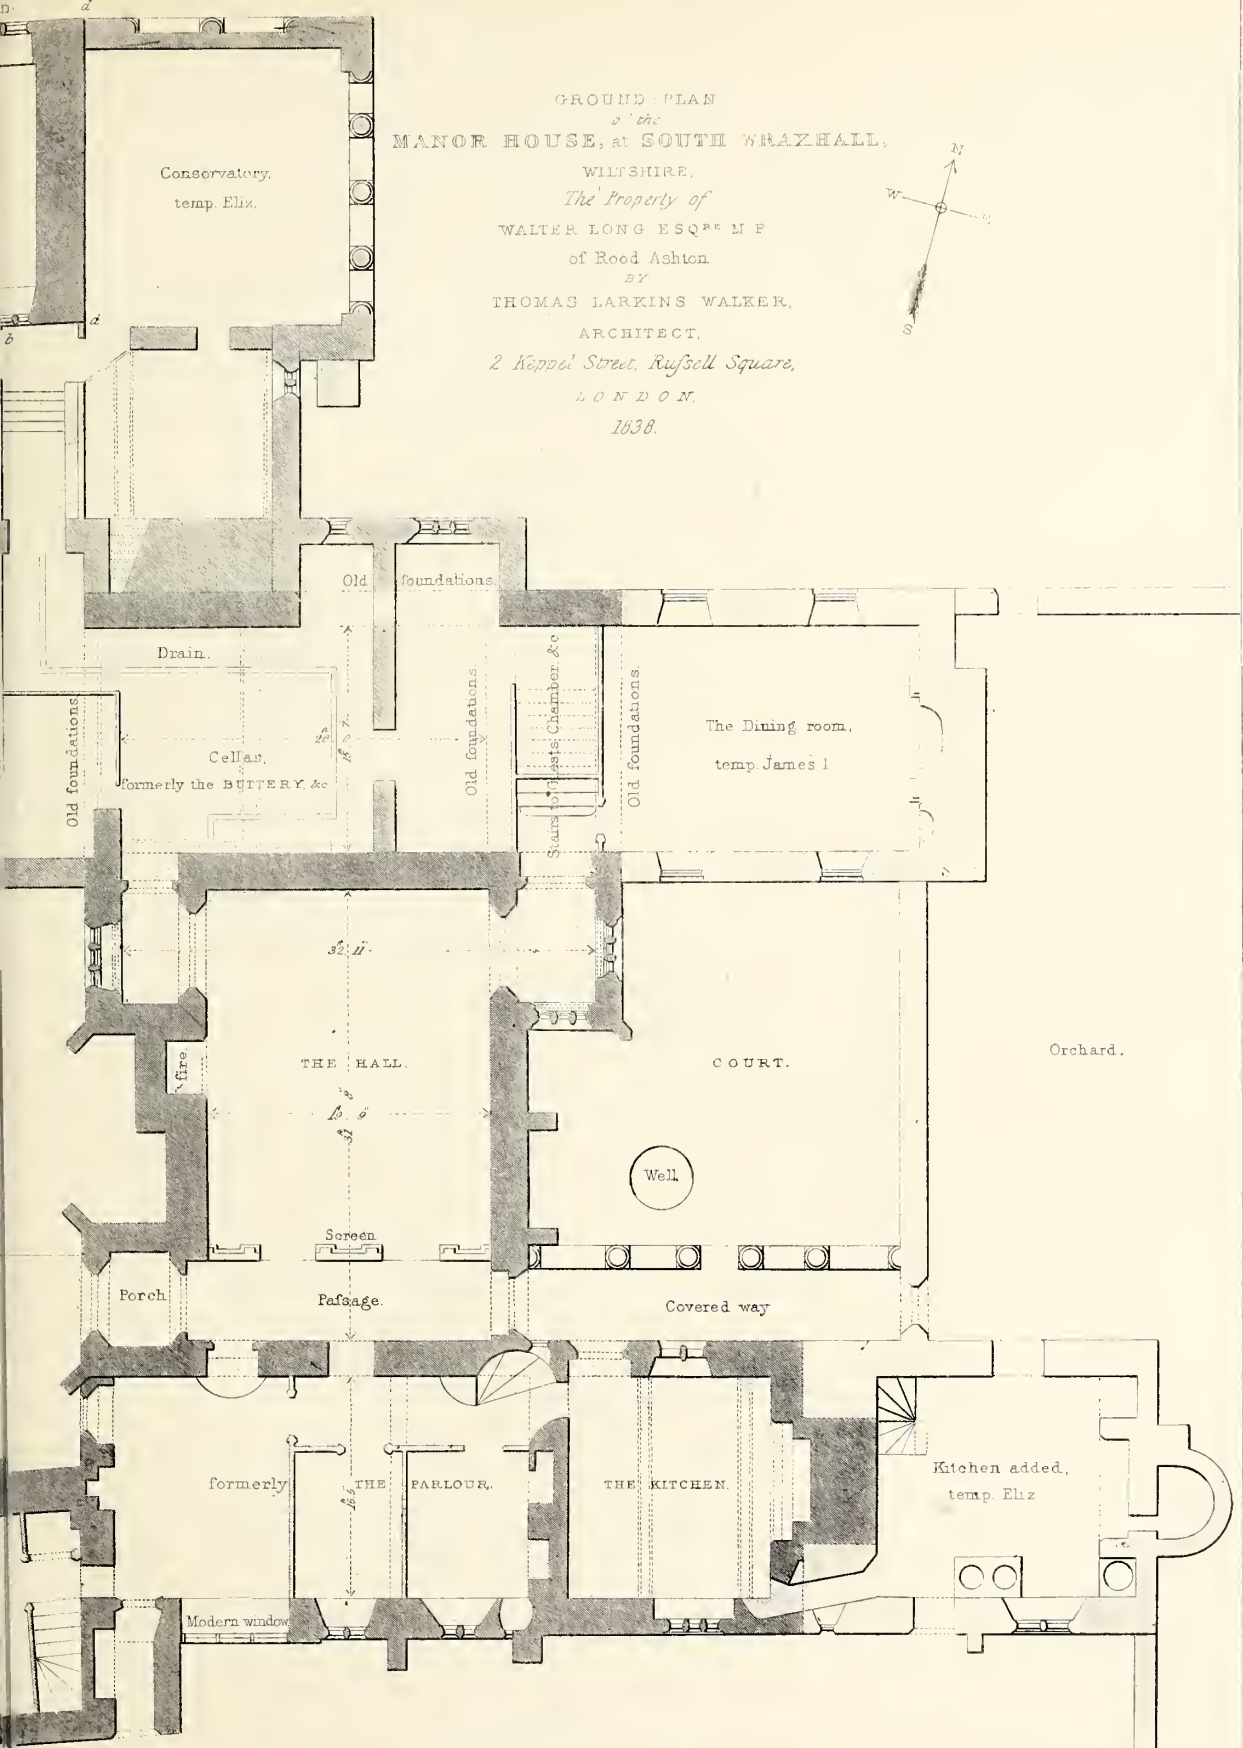 d
GROUND PLAN
of the
MANOR HOUSE, at SOUTH WRAXHALL,
WILTSHIRE,
The Property of
WALTER LONG ESQRE M P
of Rood Ashton
BY
THOMAS LARKINS WALKER,
ARCHITECT,
2 Keppel Street, Ruſsell Square,
LONDON,
1838.
N
W
S
Conservatory,
temp. Eliz.
d
b
Old foundations.
Drain.
Old foundations
Cellar,
formerly the BUTTERY, &c
Old foundations.
Stairs to Guests Chamber, &c
Old foundations.
The Dining room,
temp. James 1
32 11
fire.
THE HALL.
COURT.
Orchard.
Well
Screen
Porch
Paſsage.
Covered way
formerly THE PARLOUR.
THE KITCHEN.
Kitchen added,
temp. Eliz
Modern window